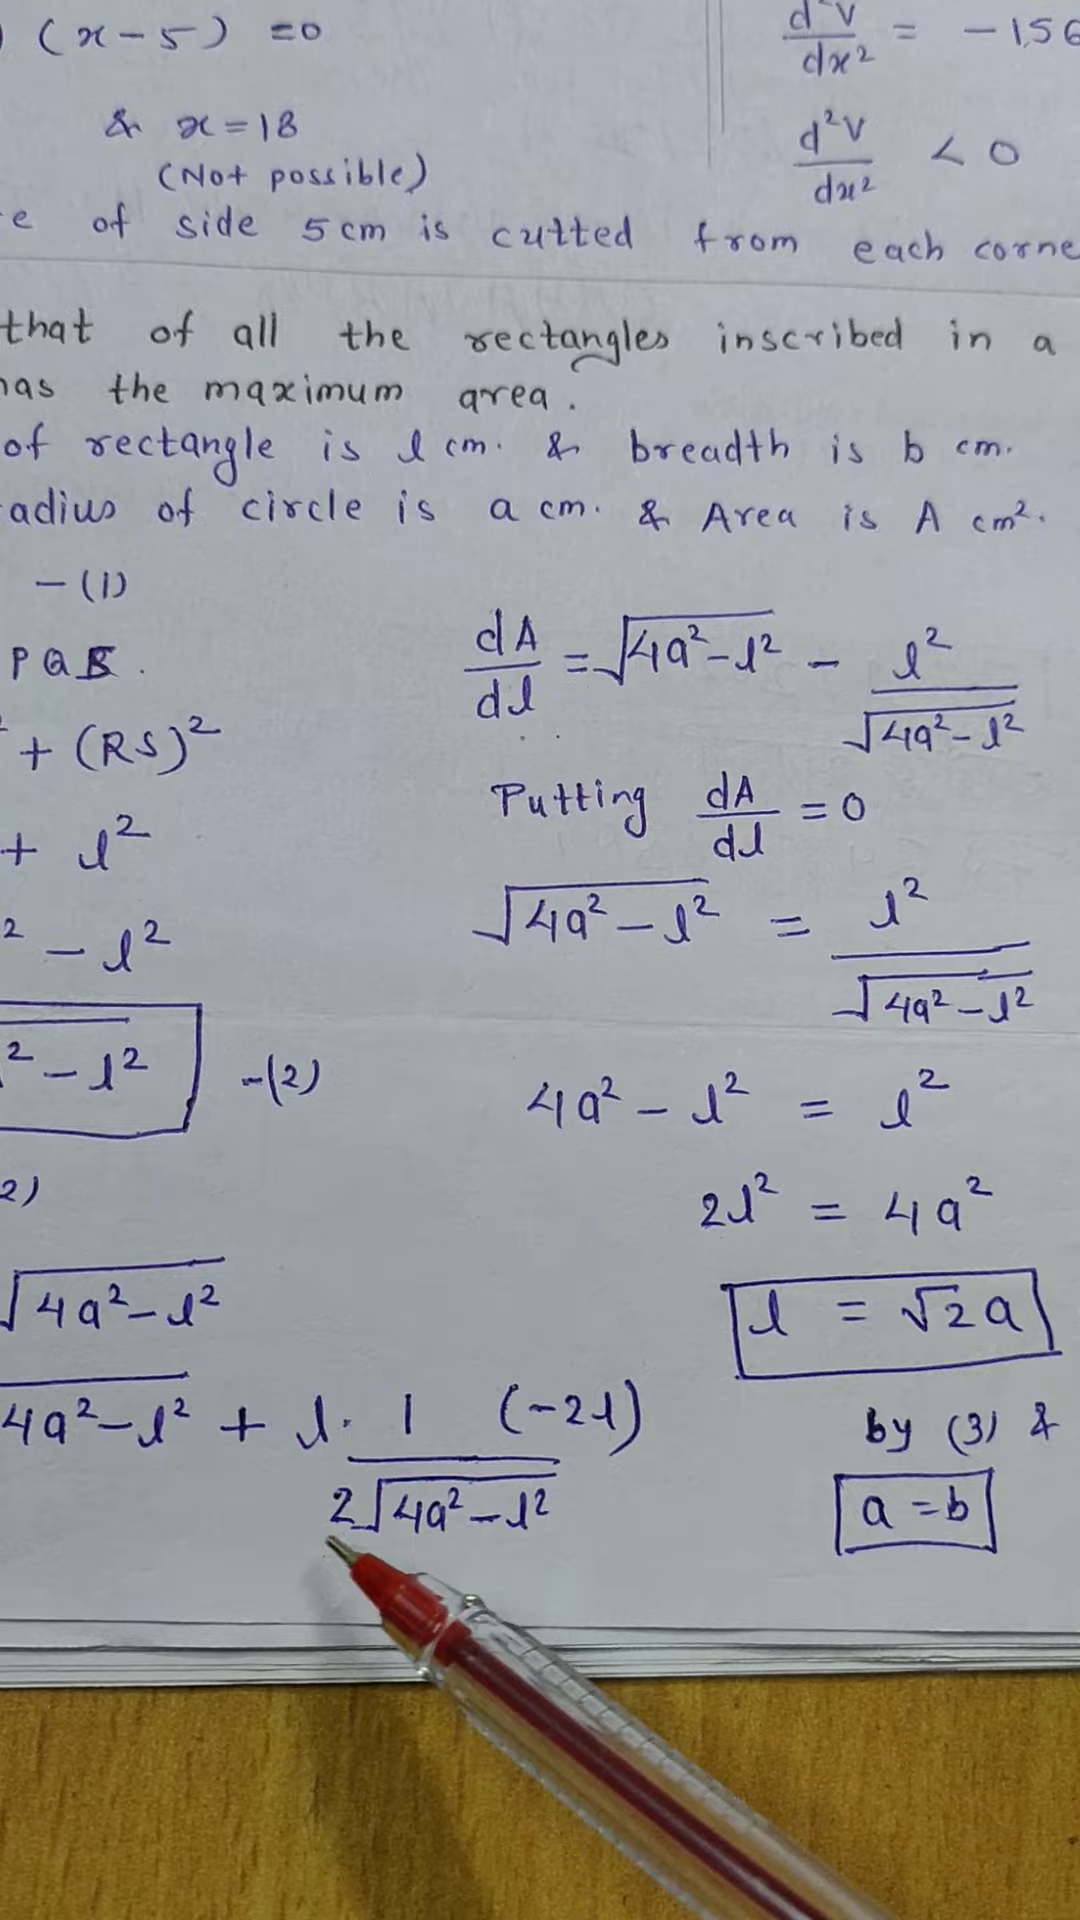 (x-5) =0
d²V/dx² = -156
& x=18
(Not possible)
d²V/dx² < 0
e of side 5cm is cutted from each corne
that of all the rectangles inscribed in a
has the maximum area.
of rectangle is l cm. & breadth is b cm.
adius of circle is a cm. & Area is A cm².
-(1)
PQS.
+ (RS)²
+ l²
² - l²
² - l² -(2)
2)
√4a²-l²
4a²-l² + l. 1/2√4a²-l² (-2l)
dA/dl = √4a²-l² - l²/√4a²-l²
Putting dA/dl = 0
√4a²-l² = l²/√4a²-l²
4a² - l² = l²
2l² = 4a²
l = √2a
by (3) &
a = b